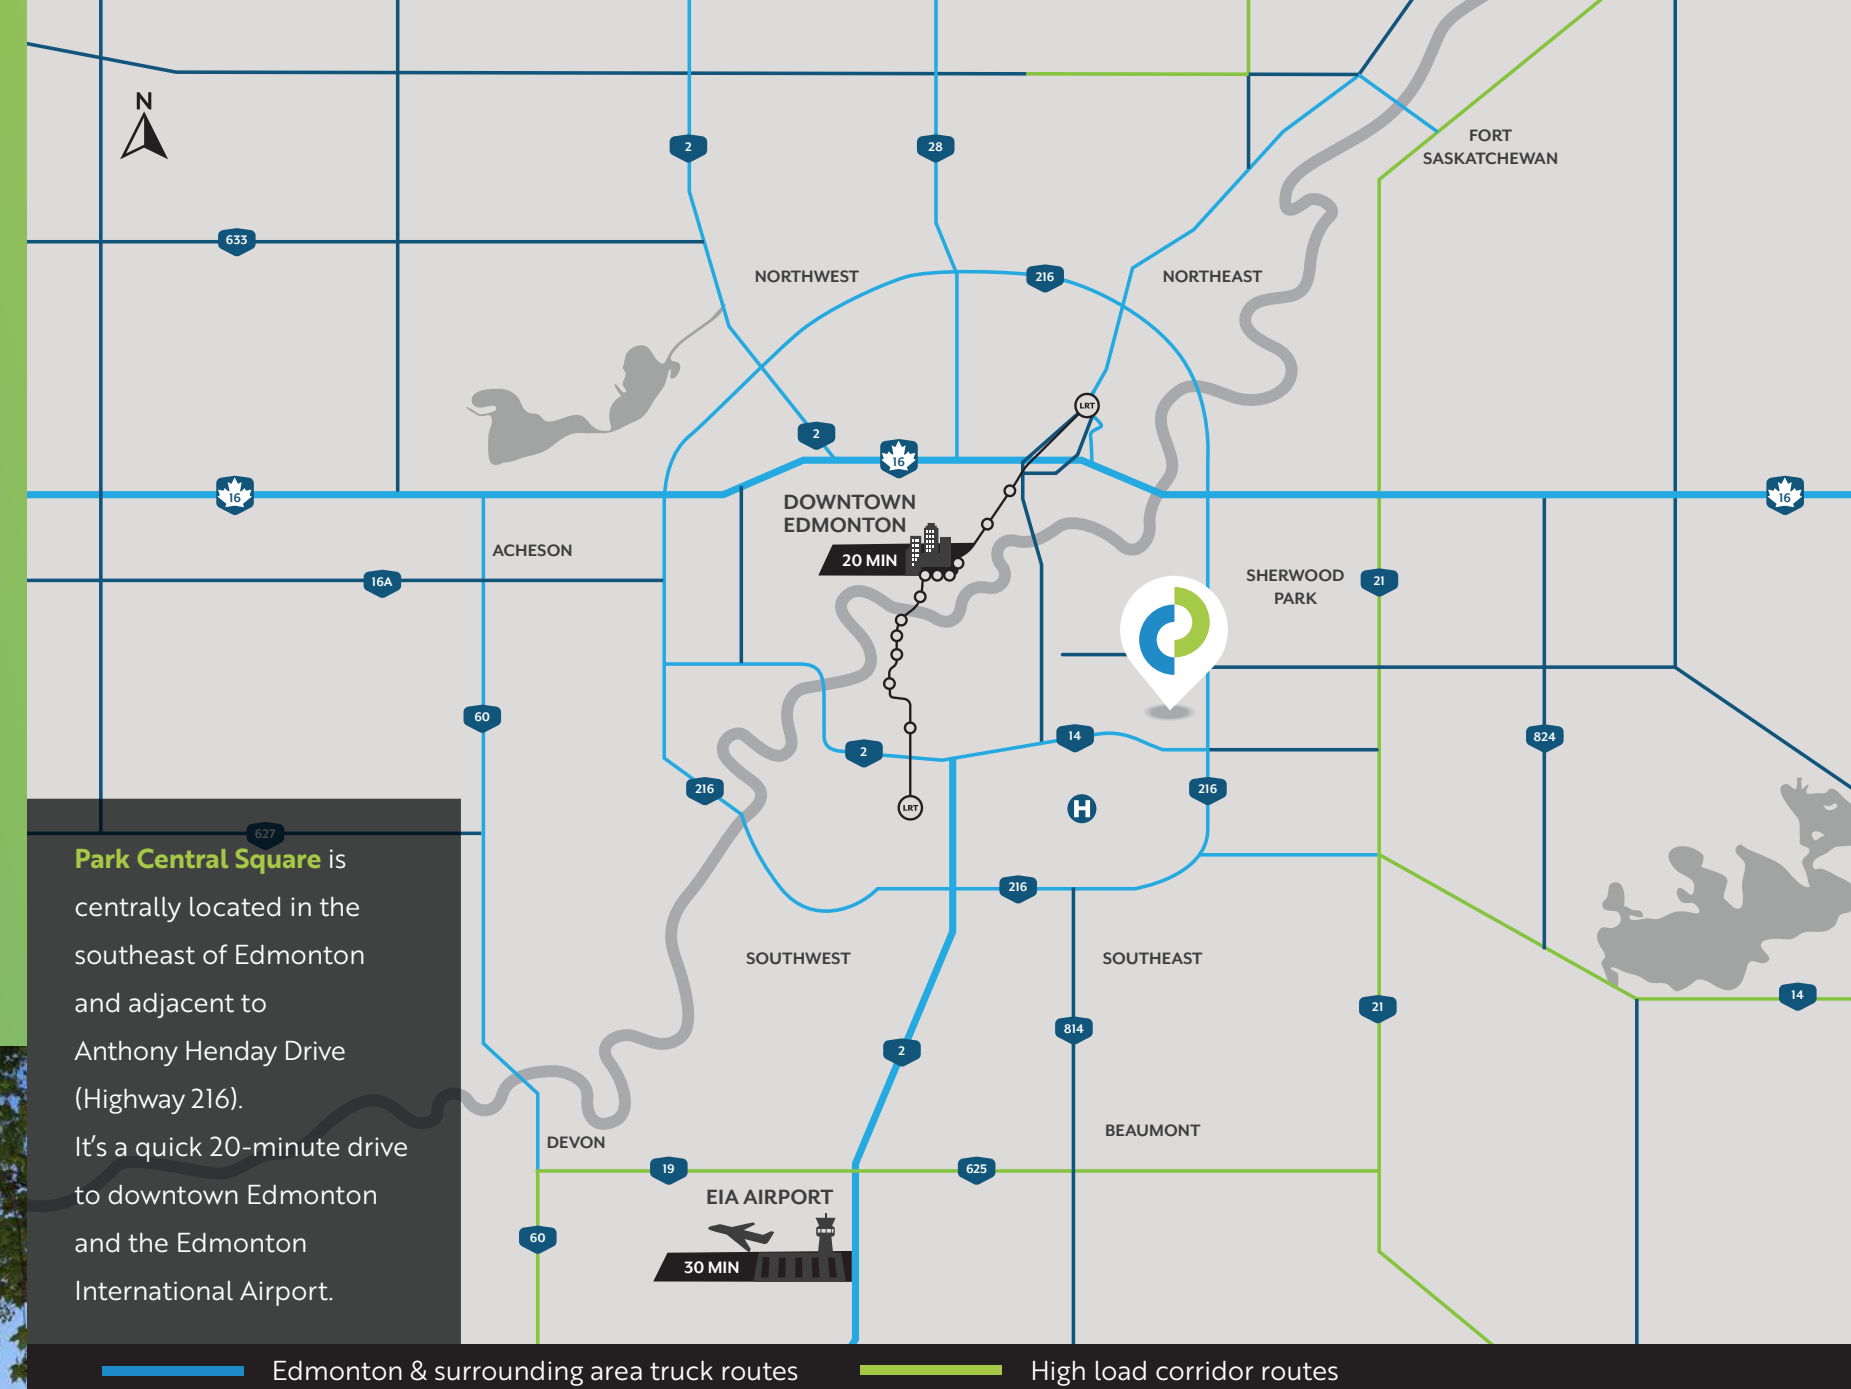 N
2
28
FORT
SASKATCHEWAN
633
NORTHWEST
216
NORTHEAST
LRT
2
16
16
16
DOWNTOWN
EDMONTON
20 MIN
ACHESON
16A
SHERWOOD
PARK
21
60
2
14
824
216
216
LRT
H
627
Park Central Square is
centrally located in the
southeast of Edmonton
and adjacent to
Anthony Henday Drive
(Highway 216).
It's a quick 20-minute drive
to downtown Edmonton
and the Edmonton
International Airport.
216
SOUTHWEST
SOUTHEAST
14
21
814
2
DEVON
BEAUMONT
19
625
EIA AIRPORT
60
30 MIN
Edmonton & surrounding area truck routes
High load corridor routes